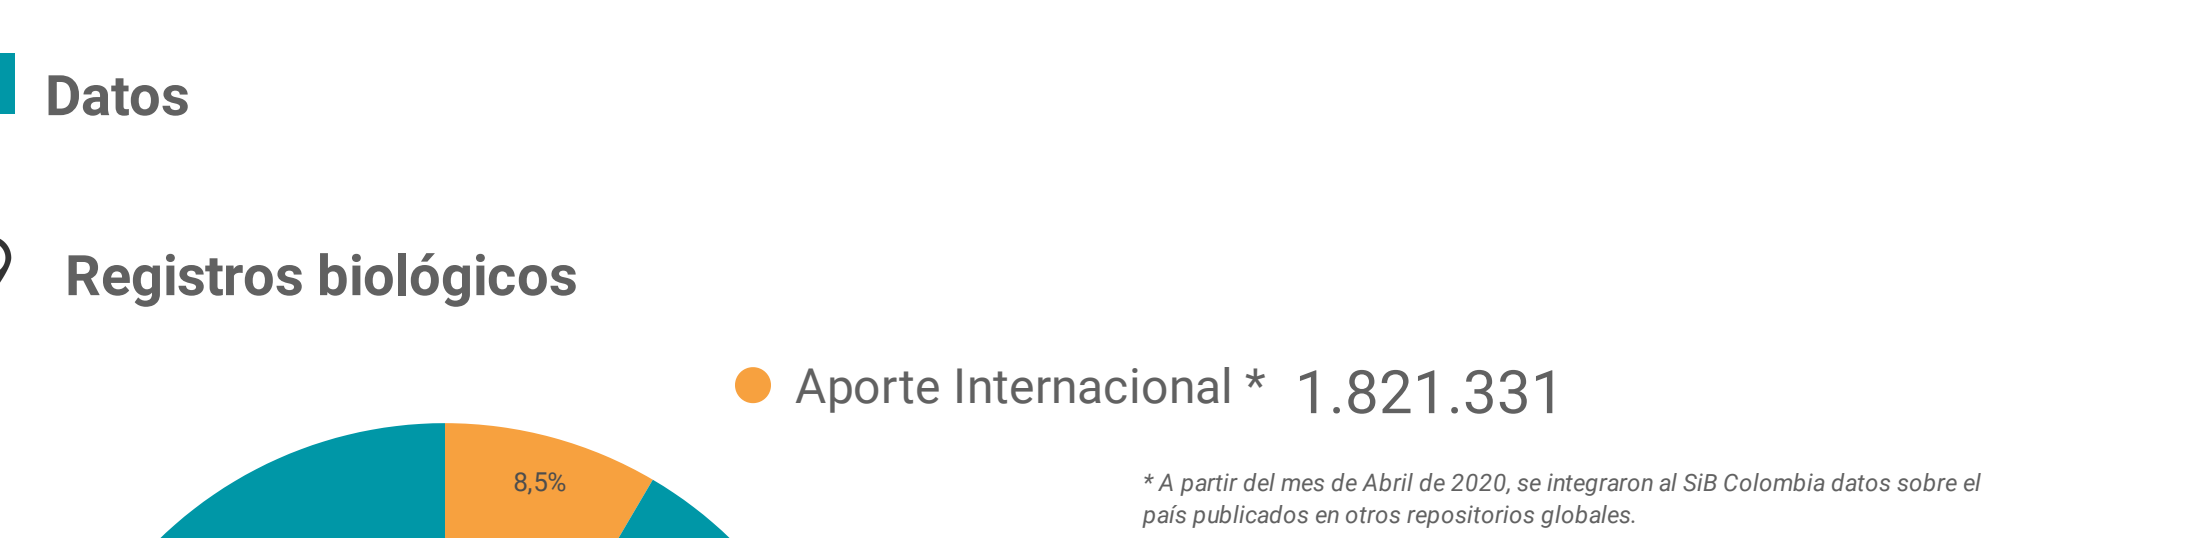 Datos
Registros biológicos
Aporte Internacional * 1.821.331
8,5%
* A partir del mes de Abril de 2020, se integraron al SiB Colombia datos sobre el
país publicados en otros repositorios globales.